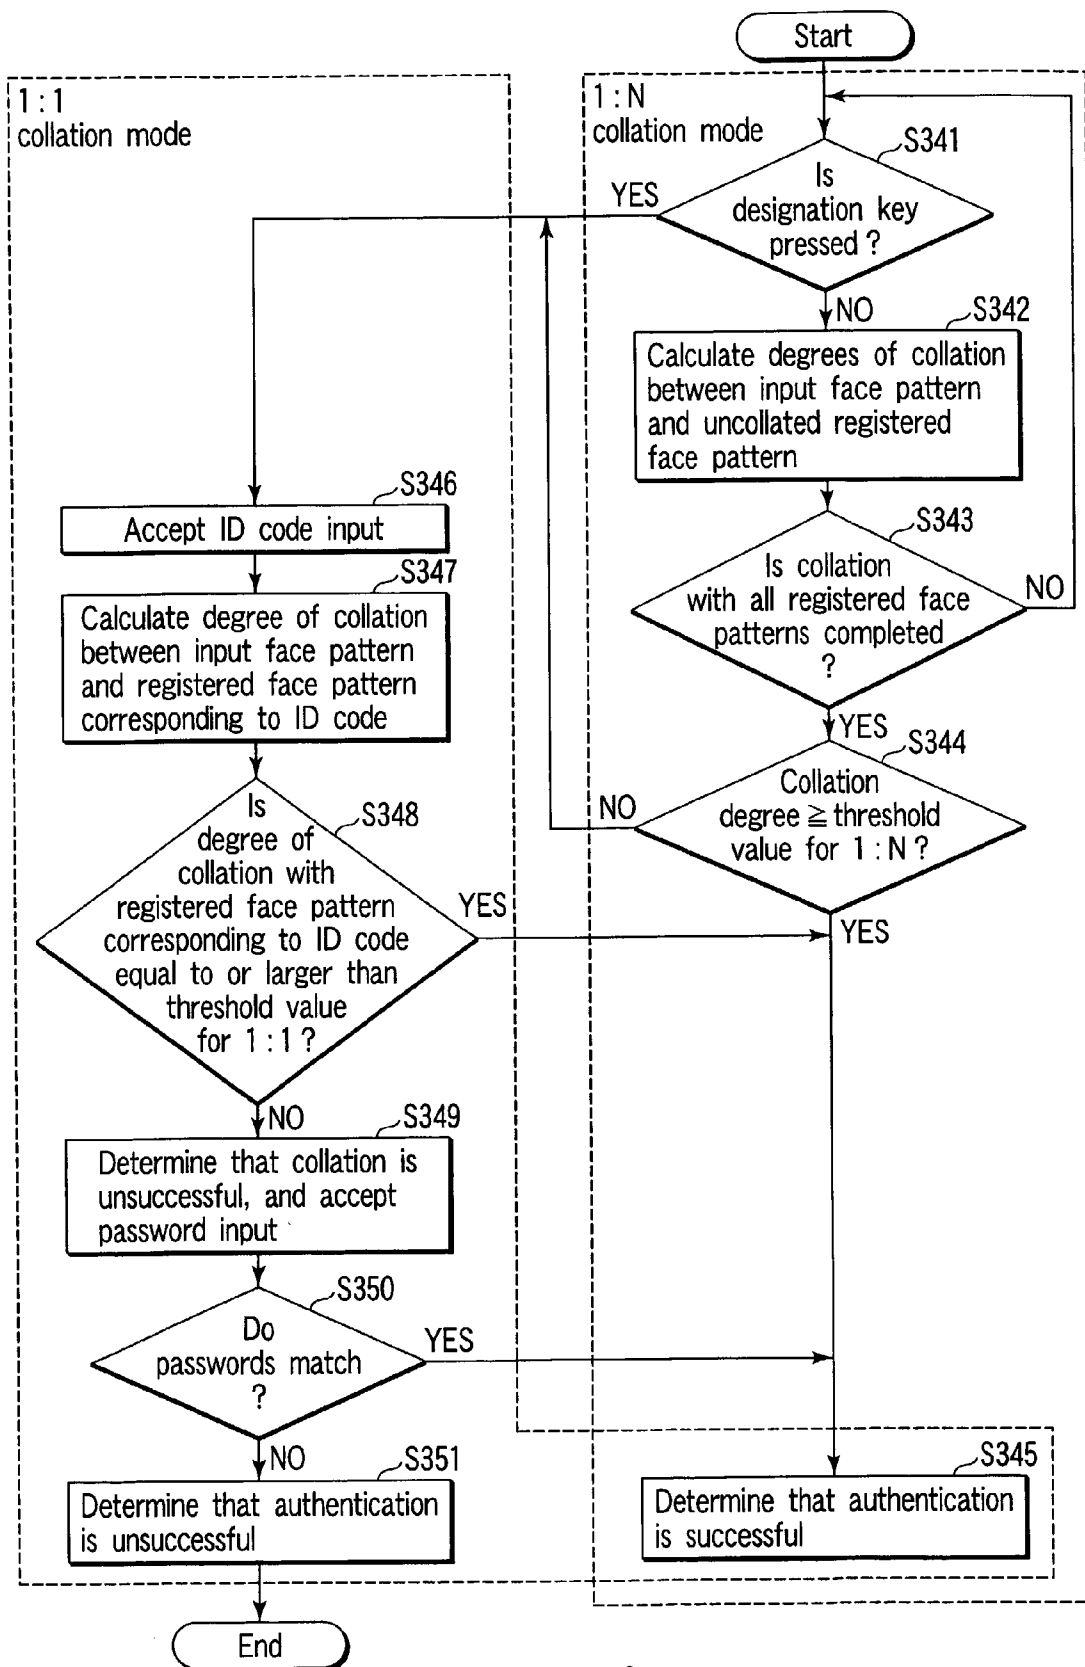 Start
1 : 1
collation mode
1 : N
collation mode
S341
Is
designation key
pressed ?
YES
NO
S342
Calculate degrees of collation
between input face pattern
and uncollated registered
face pattern
S343
Is collation
with all registered face
patterns completed
?
NO
YES
S344
Collation
degree ≧ threshold
value for 1 : N ?
NO
YES
S346
Accept ID code input
S347
Calculate degree of collation
between input face pattern
and registered face pattern
corresponding to ID code
S348
Is
degree of
collation with
registered face pattern
corresponding to ID code
equal to or larger than
threshold value
for 1 : 1 ?
YES
NO
S349
Determine that collation is
unsuccessful, and accept
password input
S350
Do
passwords match
?
YES
NO
S351
Determine that authentication
is unsuccessful
S345
Determine that authentication
is successful
End